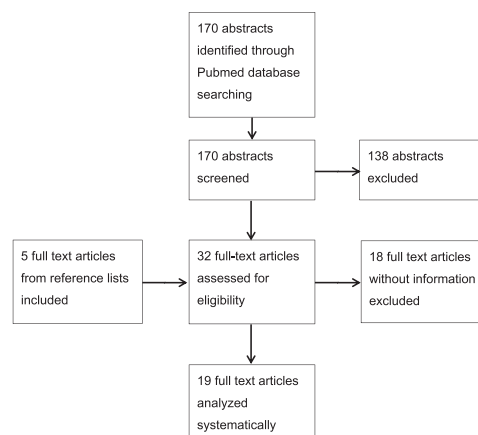 170 abstracts
identified through
Pubmed database
searching
170 abstracts
screened
138 abstracts
excluded
5 full text articles
from reference lists
included
32 full-text articles
assessed for
eligibility
18 full text articles
without information
excluded
19 full text articles
analyzed
systematically